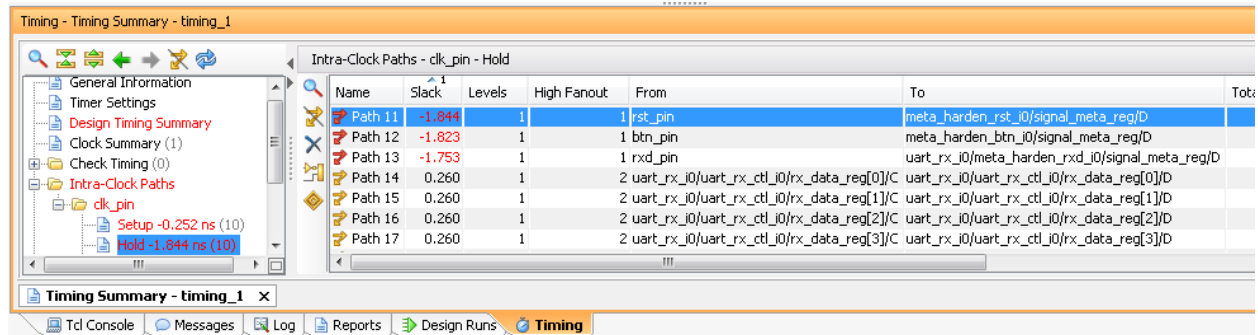 Timing - Timing Summary - timing_1
General Information
Timer Settings
Design Timing Summary
Clock Summary (1)
Check Timing (0)
Intra-Clock Paths
clk_pin
Setup -0.252 ns (10)
Hold -1.844 ns (10)
Intra-Clock Paths - clk_pin - Hold
Name Slack 1 Levels High Fanout From To Tota
Path 11 -1.844 1 1 rst_pin meta_harden_rst_i0/signal_meta_reg/D
Path 12 -1.823 1 1 btn_pin meta_harden_btn_i0/signal_meta_reg/D
Path 13 -1.753 1 1 rxd_pin uart_rx_i0/meta_harden_rxd_i0/signal_meta_reg/D
Path 14 0.260 1 2 uart_rx_i0/uart_rx_ctl_i0/rx_data_reg[0]/C uart_rx_i0/uart_rx_ctl_i0/rx_data_reg[0]/D
Path 15 0.260 1 2 uart_rx_i0/uart_rx_ctl_i0/rx_data_reg[1]/C uart_rx_i0/uart_rx_ctl_i0/rx_data_reg[1]/D
Path 16 0.260 1 2 uart_rx_i0/uart_rx_ctl_i0/rx_data_reg[2]/C uart_rx_i0/uart_rx_ctl_i0/rx_data_reg[2]/D
Path 17 0.260 1 2 uart_rx_i0/uart_rx_ctl_i0/rx_data_reg[3]/C uart_rx_i0/uart_rx_ctl_i0/rx_data_reg[3]/D
Timing Summary - timing_1
Tcl Console Messages Log Reports Design Runs Timing